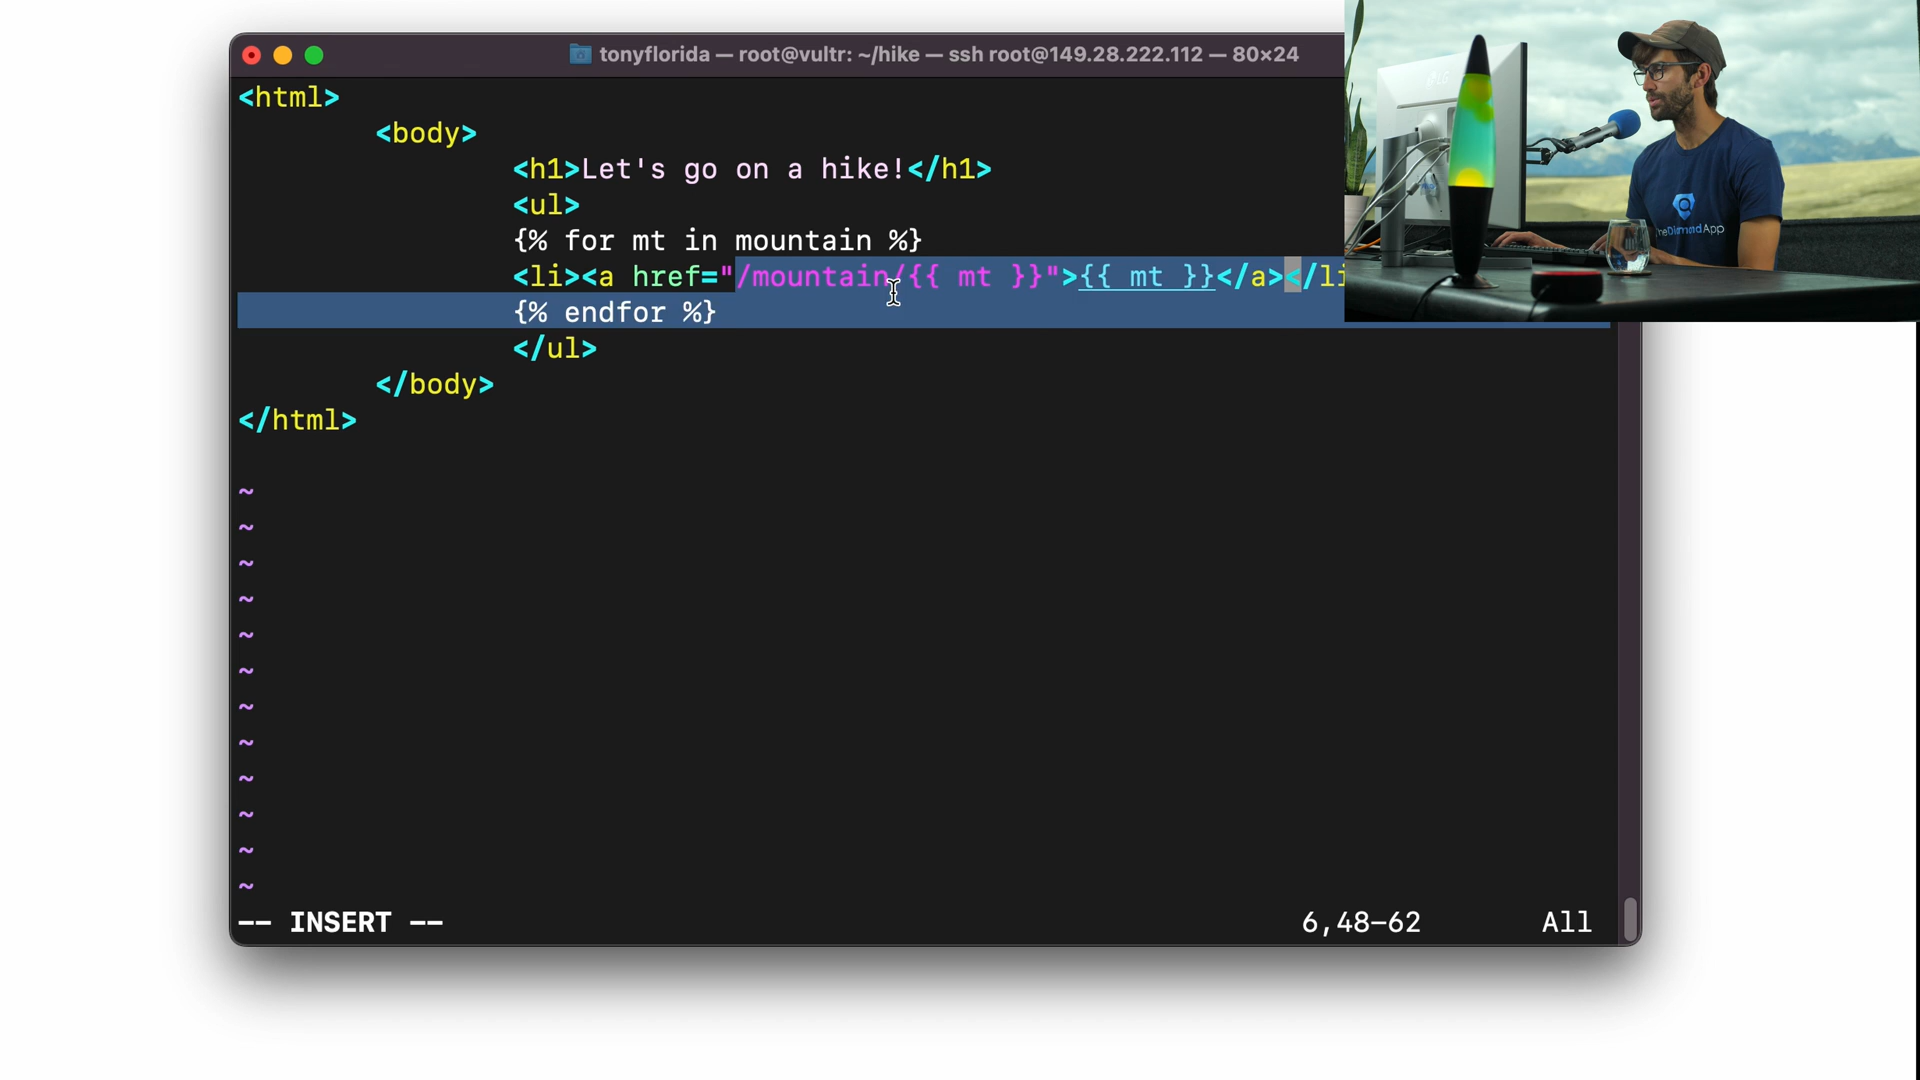 tonyflorida — root@vultr: ~/hike — ssh root@149.28.222.112 — 80×24
<html>
<body>
<h1>Let's go on a hike!</h1>
<ul>
{% for mt in mountain %}
<li><a href="/mountain/{{ mt }}">{{ mt }}</a></li
{% endfor %}
</ul>
</body>
</html>
~
~
~
~
~
~
~
~
~
~
~
~
-- INSERT --	6,48-62	All
DiamondApp